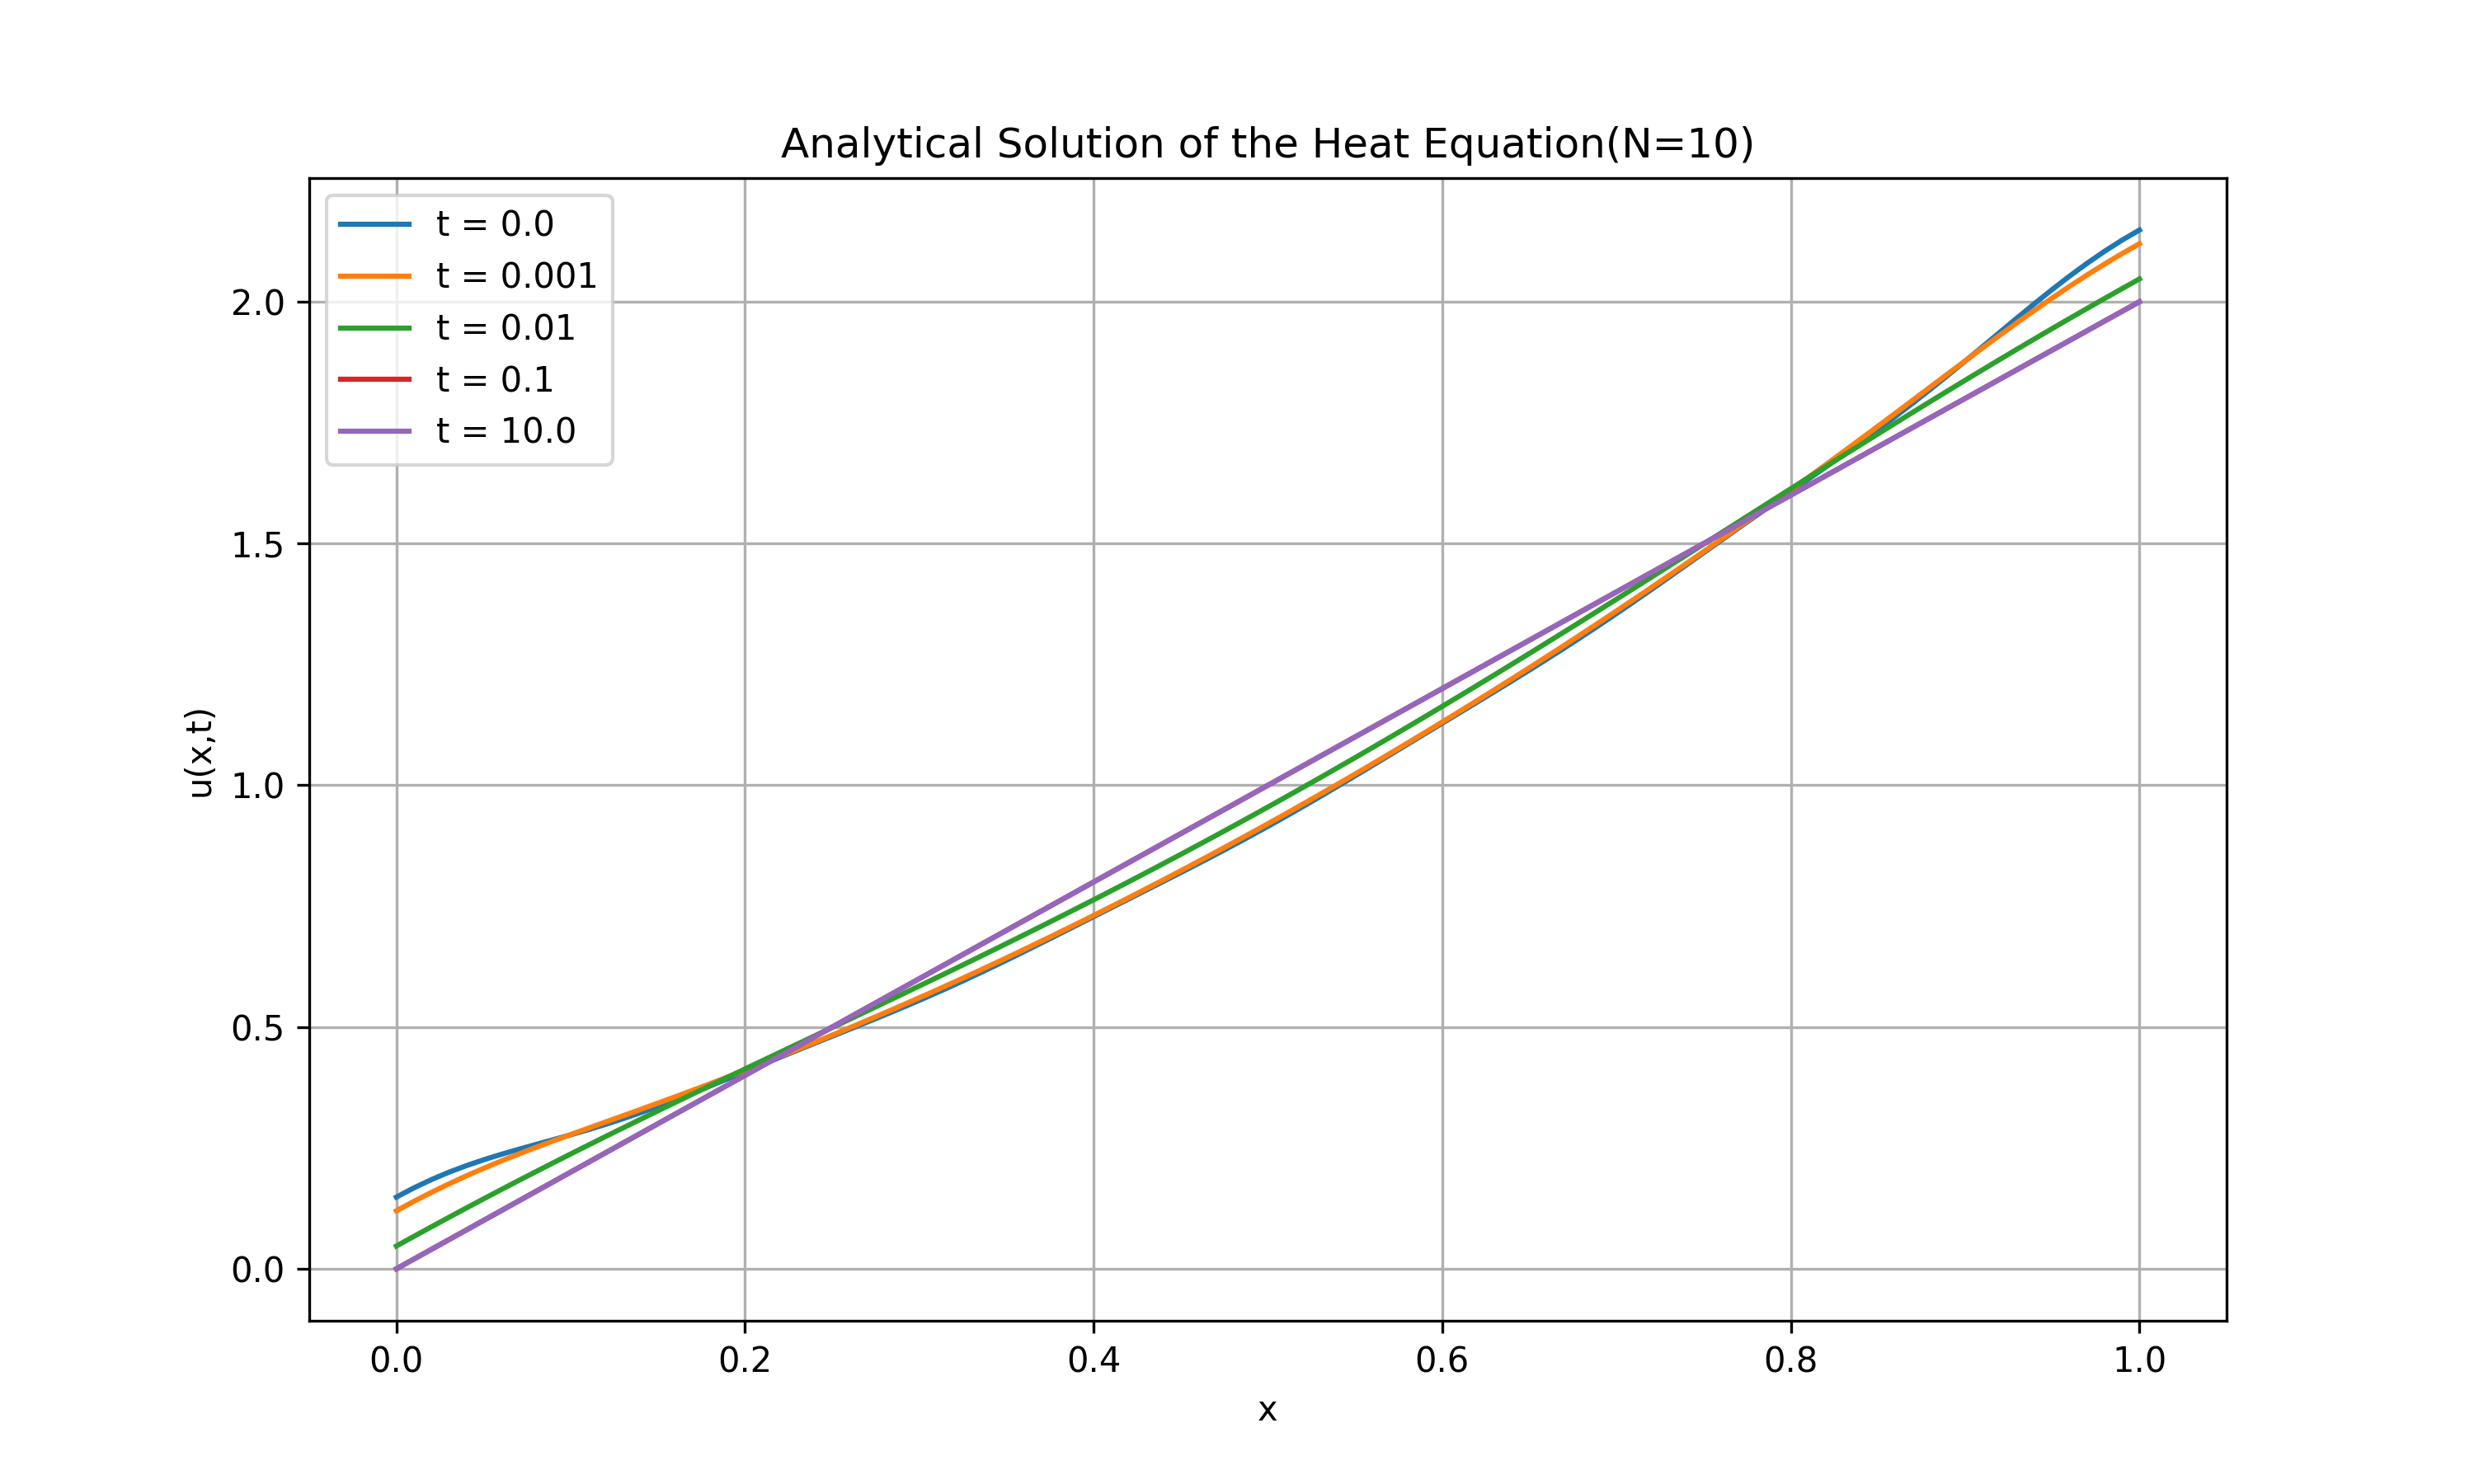 Analytical Solution of the Heat Equation(N=10)
t = 0.0
t = 0.001
t = 0.01
t = 0.1
t = 10.0
u(x,t)
2.0
1.5
1.0
0.5
0.0
0.0 0.2 0.4 0.6 0.8 1.0
x